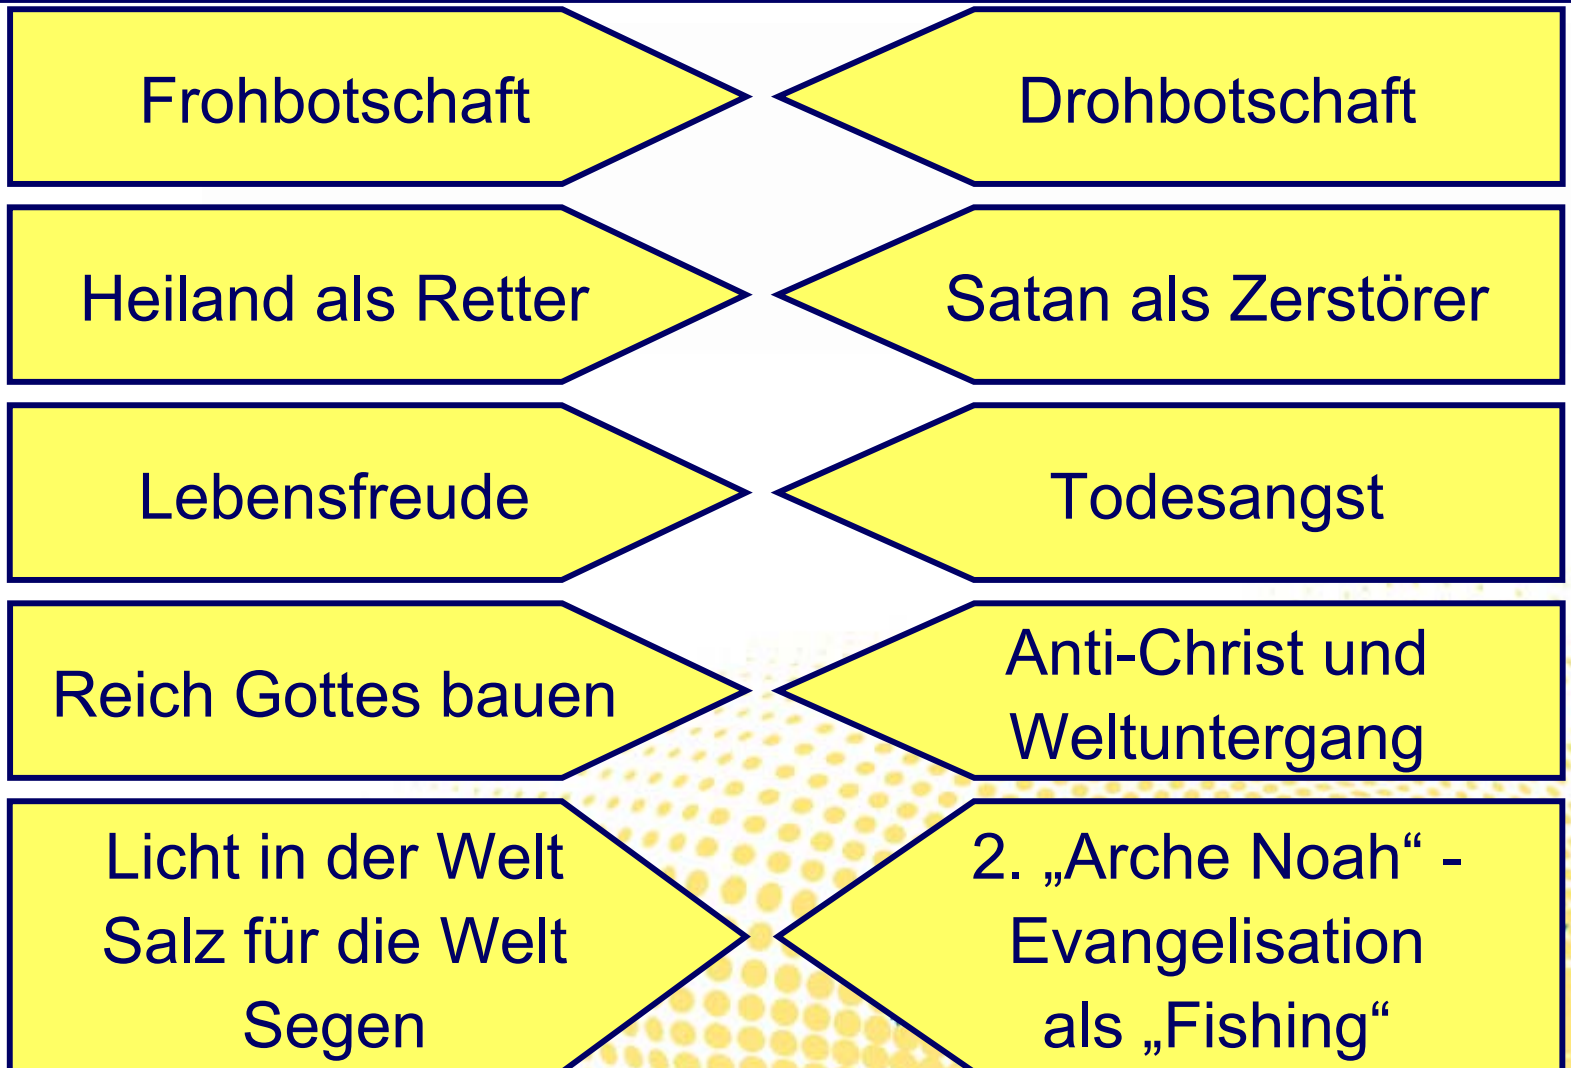 Frohbotschaft
Drohbotschaft
Heiland als Retter
Satan als Zerstörer
Lebensfreude
Todesangst
Reich Gottes bauen
Anti-Christ und
Weltuntergang
Licht in der Welt
Salz für die Welt
Segen
2. „Arche Noah“ -
Evangelisation
als „Fishing“